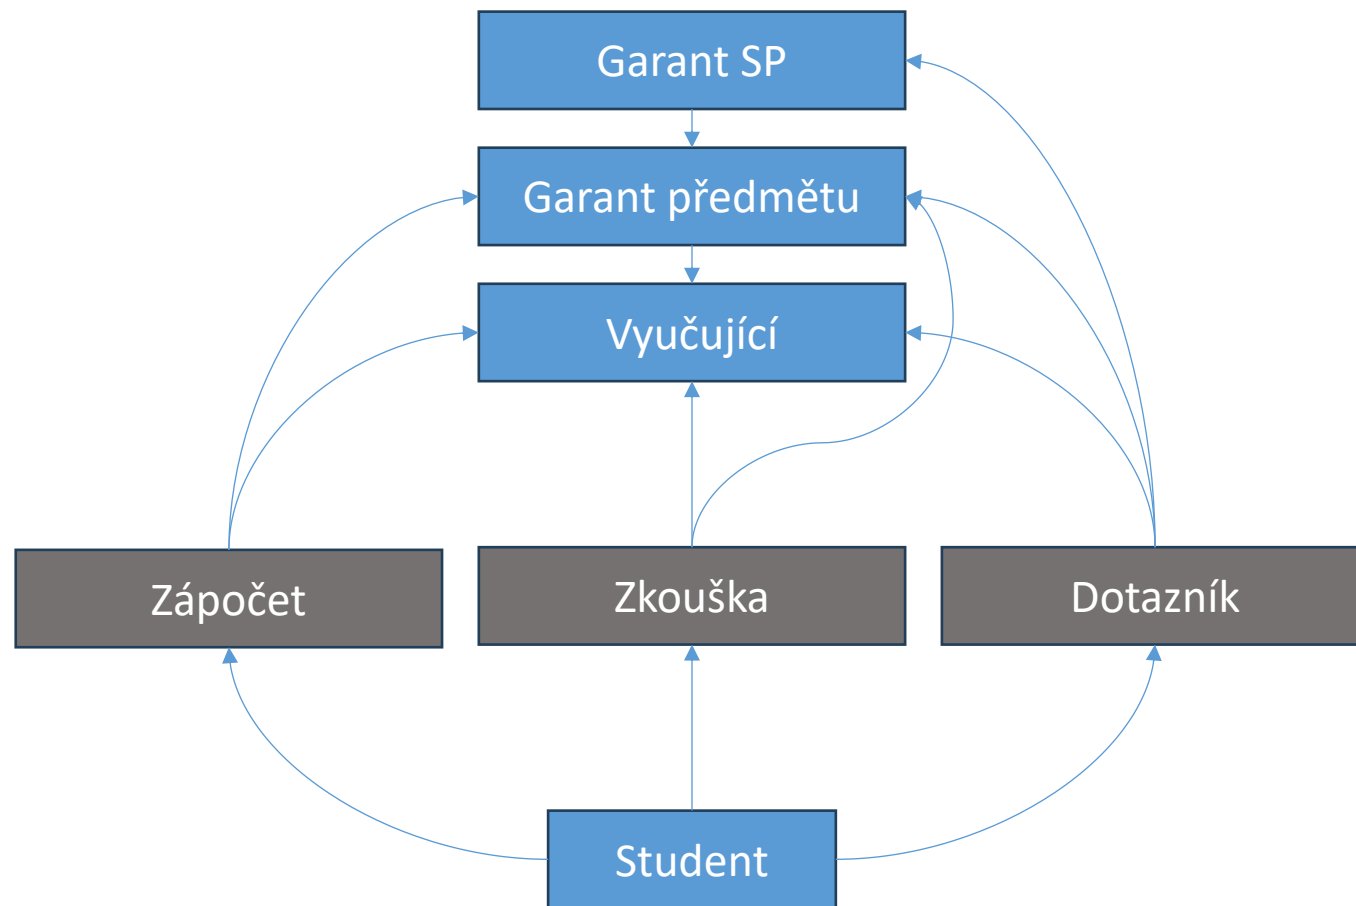 Garant SP
Garant předmětu
Vyučující
Zápočet
Zkouška
Dotazník
Student